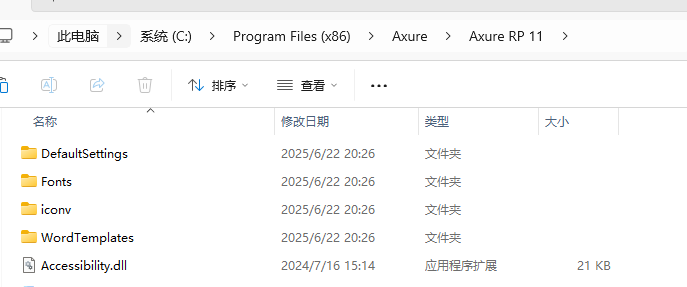 此电脑 系统 (C:) Program Files (x86) Axure Axure RP 11
排序 查看
名称 修改日期 类型 大小
DefaultSettings 2025/6/22 20:26 文件夹
Fonts 2025/6/22 20:26 文件夹
iconv 2025/6/22 20:26 文件夹
WordTemplates 2025/6/22 20:26 文件夹
Accessibility.dll 2024/7/16 15:14 应用程序扩展 21 KB